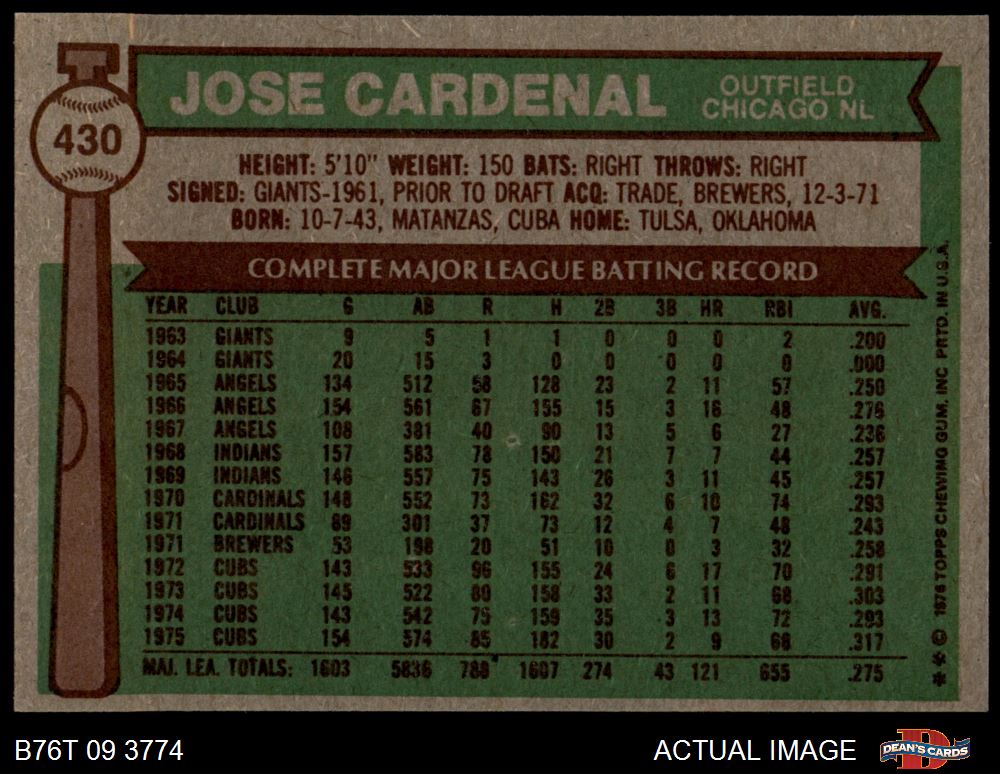 JOSE CARDENAL
OUTFIELD
CHICAGO NL
430
HEIGHT: 5'10" WEIGHT: 150 BATS: RIGHT THROWS: RIGHT
SIGNED: GIANTS-1961, PRIOR TO DRAFT ACQ: TRADE, BREWERS, 12-3-71
BORN: 10-7-43, MATANZAS, CUBA HOME: TULSA, OKLAHOMA
COMPLETE MAJOR LEAGUE BATTING RECORD
YEAR CLUB G AB R H 2B 3B HR RBI AVG.
1963 GIANTS 9 5 1 1 0 0 0 2 .200
1964 GIANTS 20 15 3 0 0 0 0 0 .000
1965 ANGELS 134 512 58 128 23 2 11 57 .250
1966 ANGELS 154 561 67 155 15 3 16 48 .276
1967 ANGELS 108 381 40 90 13 5 6 27 .236
1968 INDIANS 157 583 78 150 21 7 7 44 .257
1969 INDIANS 146 557 75 143 26 3 11 45 .257
1970 CARDINALS 148 552 73 162 32 6 10 74 .293
1971 CARDINALS 89 301 37 73 12 4 7 48 .243
1971 BREWERS 53 198 20 51 10 0 3 32 .258
1972 CUBS 143 533 96 155 24 6 17 70 .291
1973 CUBS 145 522 80 158 33 2 11 68 .303
1974 CUBS 143 542 75 159 35 3 13 72 .293
1975 CUBS 154 574 85 182 30 2 9 68 .317
MAJ. LEA. TOTALS: 1603 5836 788 1607 274 43 121 655 .275
** © 1976 TOPPS CHEWING GUM, INC PRTD. IN U.S.A.
B76T 09 3774
ACTUAL IMAGE
DEAN'S CARDS